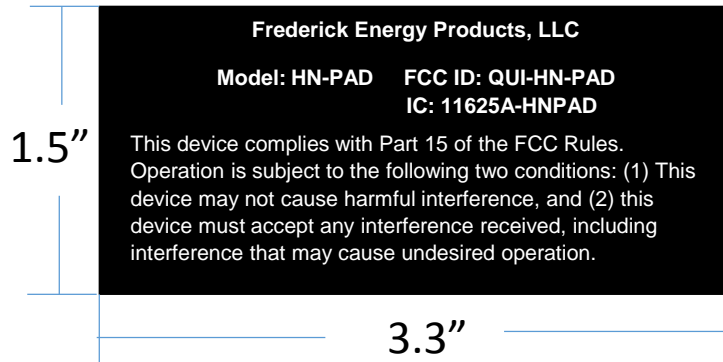 Frederick Energy Products, LLC
Model: HN-PAD FCC ID: QUI-HN-PAD
IC: 11625A-HNPAD
1.5”
This device complies with Part 15 of the FCC Rules.
Operation is subject to the following two conditions: (1) This
device may not cause harmful interference, and (2) this
device must accept any interference received, including
interference that may cause undesired operation.
3.3”